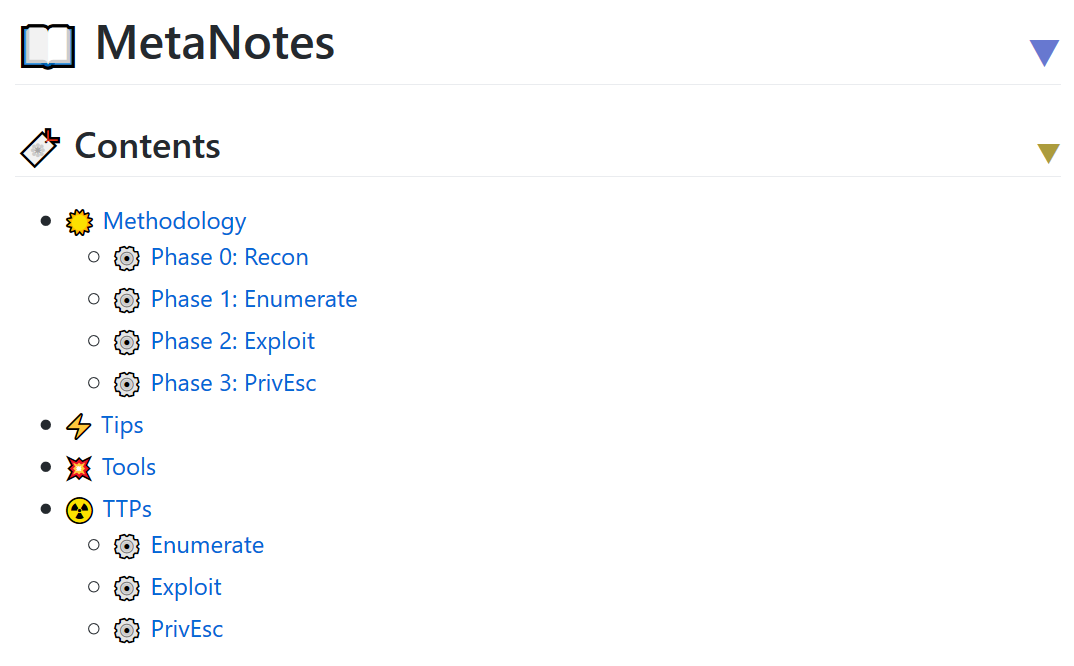 MetaNotes
Contents
Methodology
Phase 0: Recon
Phase 1: Enumerate
Phase 2: Exploit
Phase 3: PrivEsc
Tips
Tools
TTPs
Enumerate
Exploit
PrivEsc